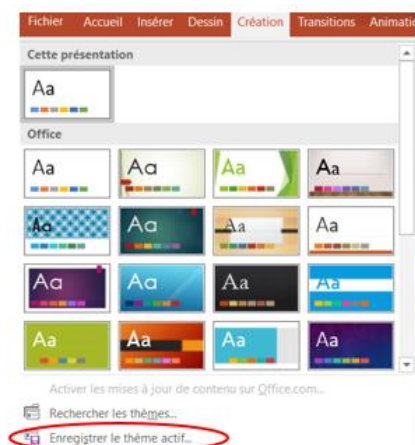 Fichier Accueil Insérer Dessin Création Transitions Animatio
Cette présentation
Aa
Office
Aa Aa Aa Aa
Aa Aa Aa Aa
Aa Aa Aa Aa
Aa Aa Aa Aa
Activer les mises à jour de contenu sur Office.com...
Rechercher les thèmes...
Enregistrer le thème actif...